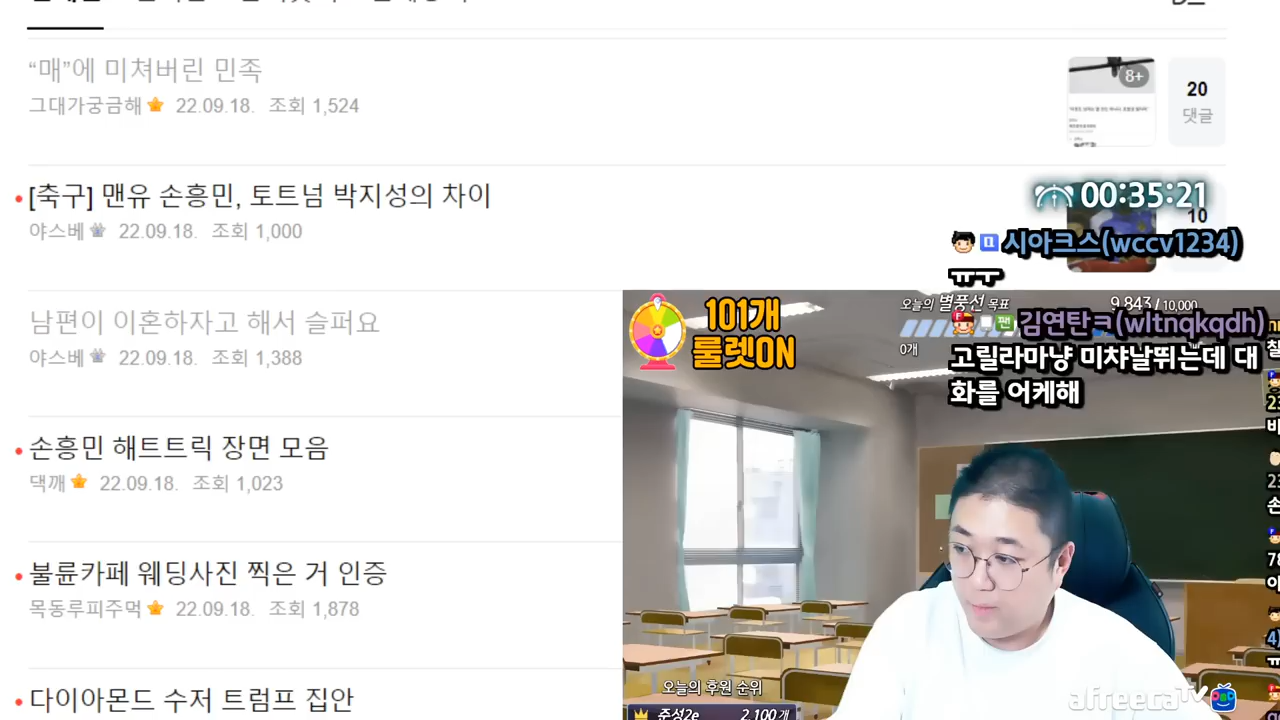 “매”에 미쳐버린 민족
그대가궁금해 22.09.18. 조회 1,524
8+
20
댓글
[축구] 맨유 손흥민, 토트넘 박지성의 차이
야스베 22.09.18. 조회 1,000
00:35:21
10
시아크스(wccv1234)
ㅠㅜ
남편이 이혼하자고 해서 슬퍼요
야스베 22.09.18. 조회 1,388
101개
룰렛ON
오늘의 별풍선 목표
9,843 / 10,000
0개
팬 김연탄ㅋ(wltnqkqdh)
고릴라마냥 미챠날뛰는데 대
화를 어케해
손흥민 해트트릭 장면 모음
댁깨 22.09.18. 조회 1,023
불륜카페 웨딩사진 찍은 거 인증
목동루피주먹 22.09.18. 조회 1,878
다이아몬드 수저 트럼프 집안
오늘의 후원 순위
준성2e 2,100개
afreecaTV